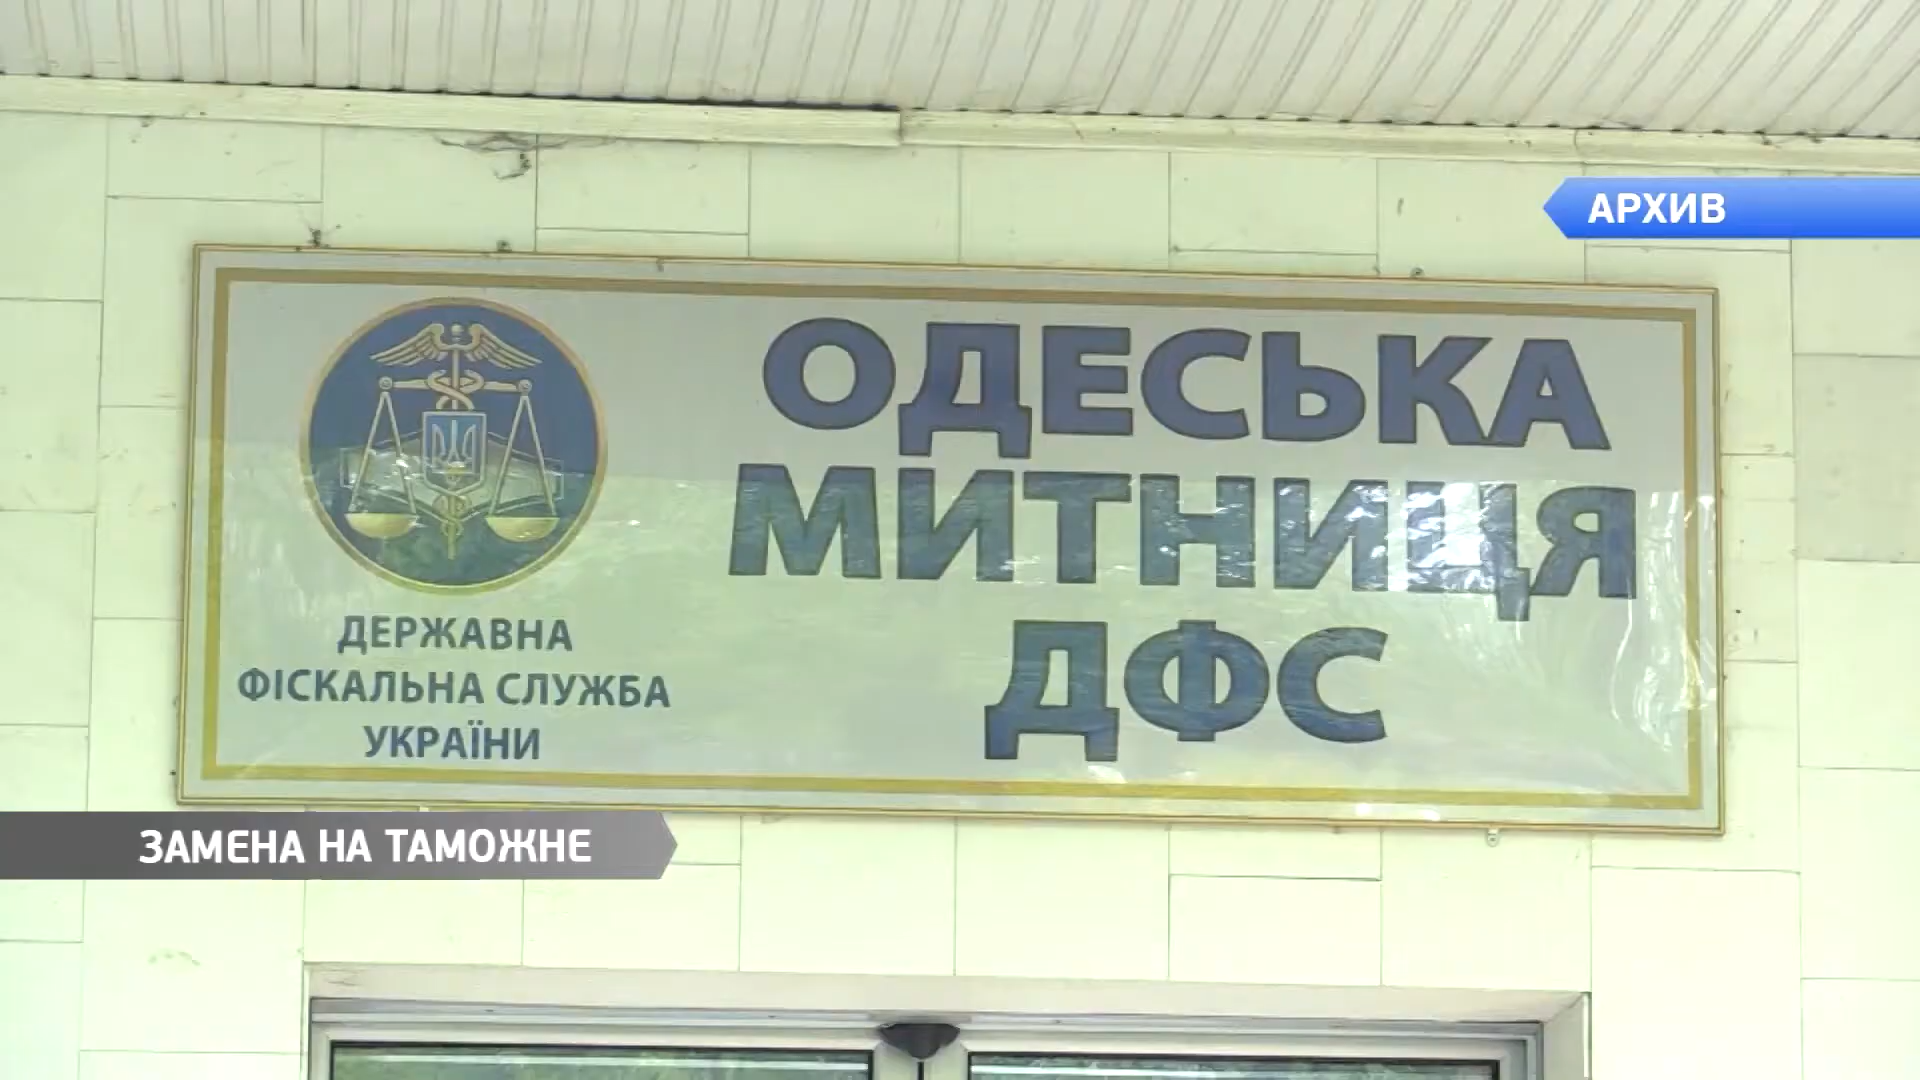 АРХИВ
ОДЕСЬКА
МИТНИЦЯ
ДФС
ДЕРЖАВНА
ФІСКАЛЬНА СЛУЖБА
УКРАЇНИ
ЗАМЕНА НА ТАМОЖНЕ